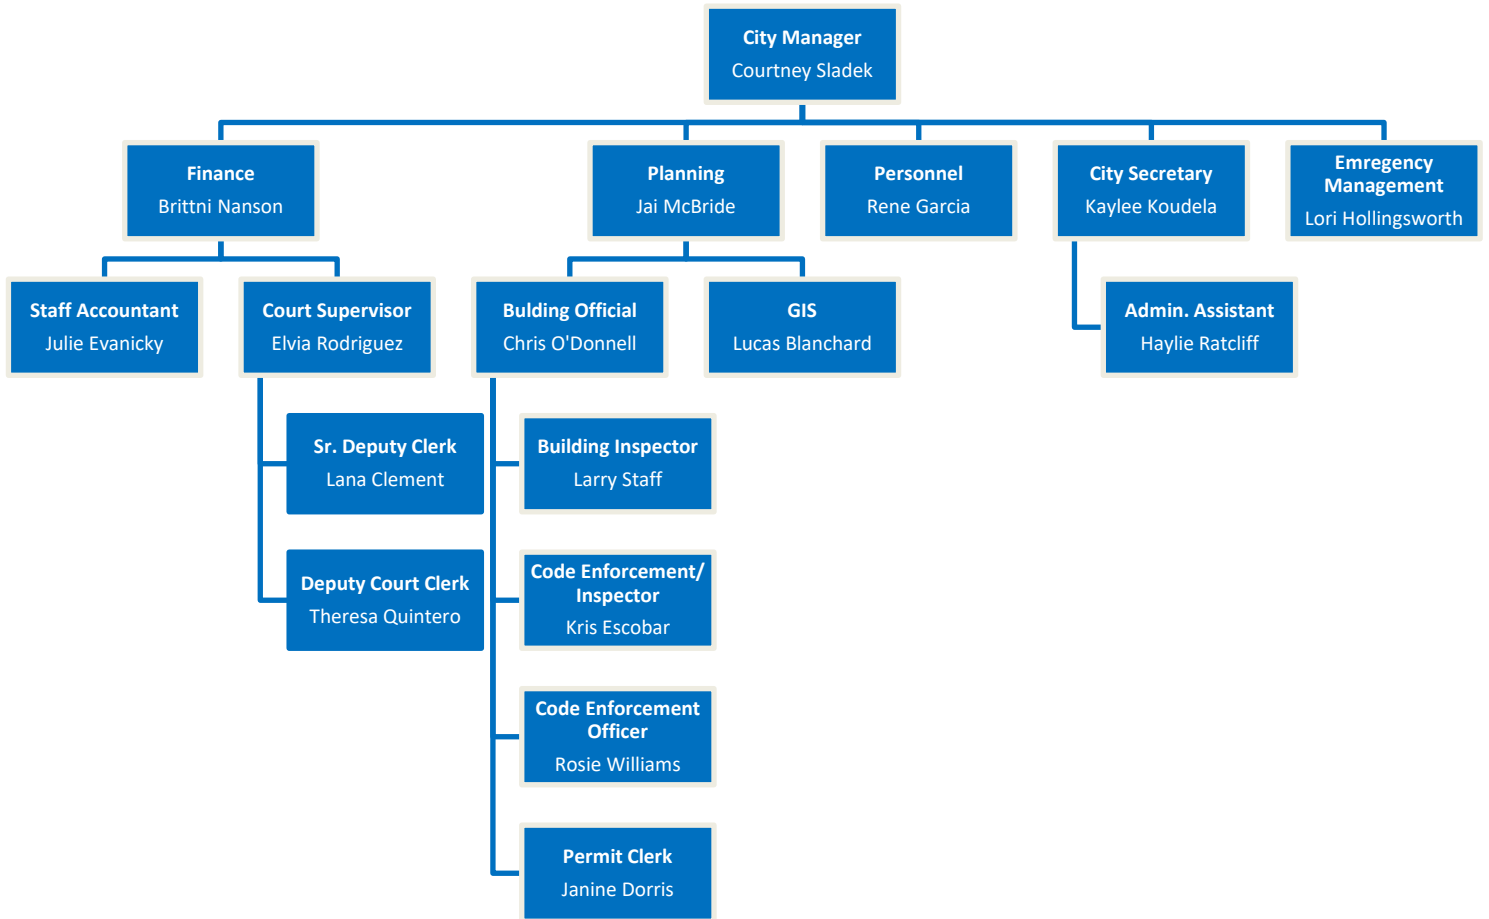 City Manager
Courtney Sladek
Finance
Brittni Nanson
Planning
Jai McBride
Personnel
Rene Garcia
City Secretary
Kaylee Koudela
Emregency
Management
Lori Hollingsworth
Staff Accountant
Julie Evanicky
Court Supervisor
Elvia Rodriguez
Bulding Official
Chris O'Donnell
GIS
Lucas Blanchard
Admin. Assistant
Haylie Ratcliff
Sr. Deputy Clerk
Lana Clement
Building Inspector
Larry Staff
Deputy Court Clerk
Theresa Quintero
Code Enforcement/
Inspector
Kris Escobar
Code Enforcement
Officer
Rosie Williams
Permit Clerk
Janine Dorris